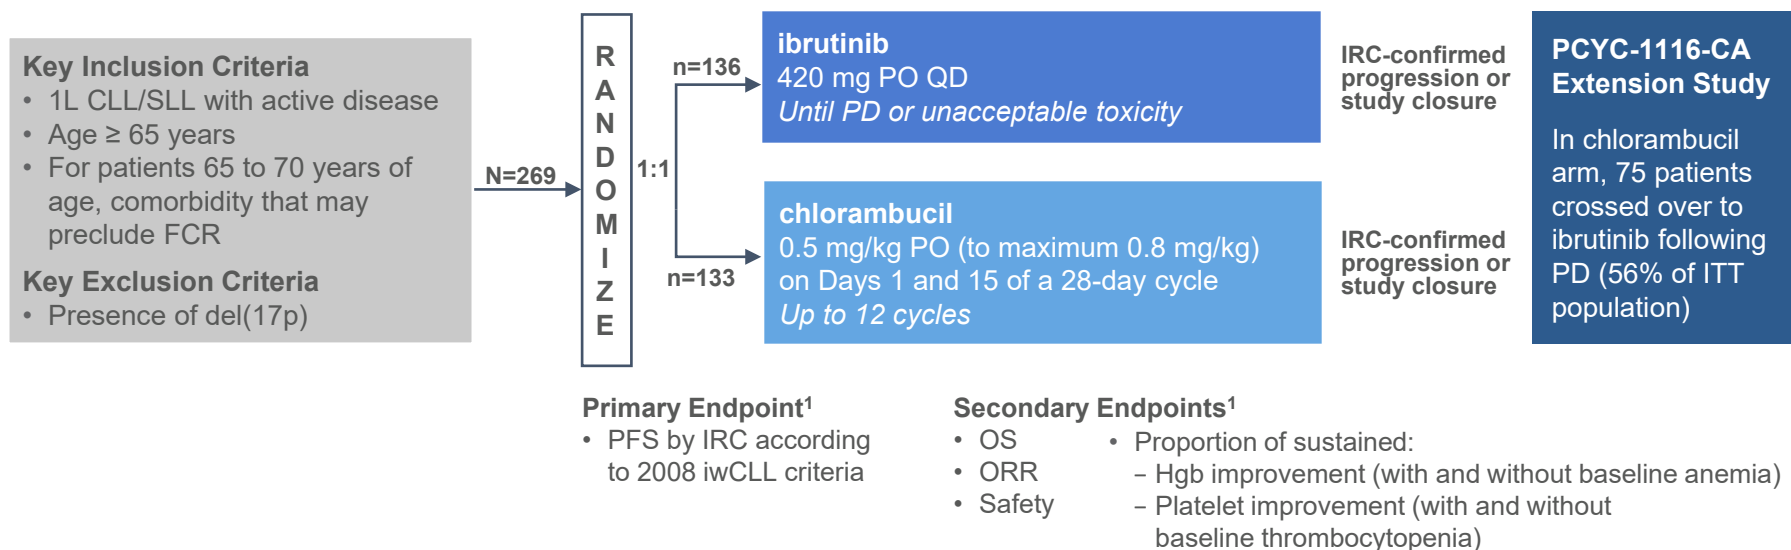 Key Inclusion Criteria
• 1L CLL/SLL with active disease
• Age ≥ 65 years
• For patients 65 to 70 years of
age, comorbidity that may
preclude FCR
Key Exclusion Criteria
• Presence of del(17p)
N=269
R
A
N
D
O
M
I
Z
E
1:1
n=136
ibrutinib
420 mg PO QD
Until PD or unacceptable toxicity
IRC-confirmed
progression or
study closure
n=133
chlorambucil
0.5 mg/kg PO (to maximum 0.8 mg/kg)
on Days 1 and 15 of a 28-day cycle
Up to 12 cycles
IRC-confirmed
progression or
study closure
PCYC-1116-CA
Extension Study
In chlorambucil
arm, 75 patients
crossed over to
ibrutinib following
PD (56% of ITT
population)
Primary Endpoint¹
• PFS by IRC according
to 2008 iwCLL criteria
Secondary Endpoints¹
• OS
• ORR
• Safety
• Proportion of sustained:
– Hgb improvement (with and without baseline anemia)
– Platelet improvement (with and without
baseline thrombocytopenia)